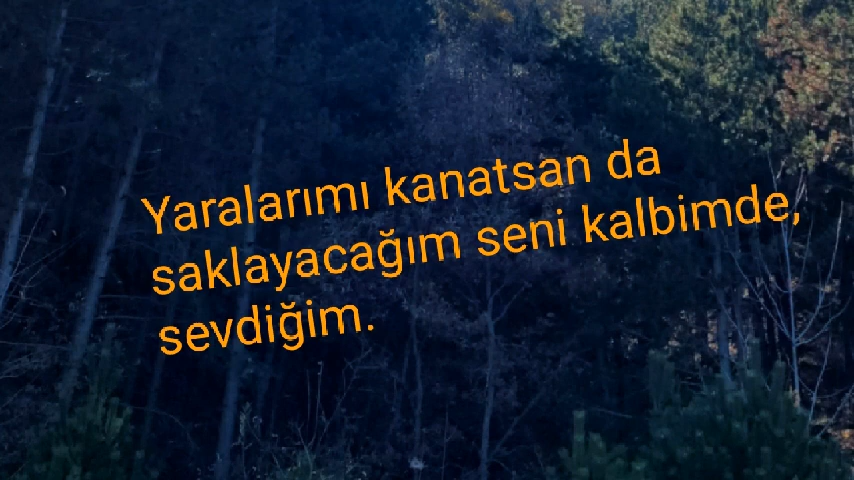 Yaralarımı kanatsan da
saklayacağım seni kalbimde,
sevdiğim.